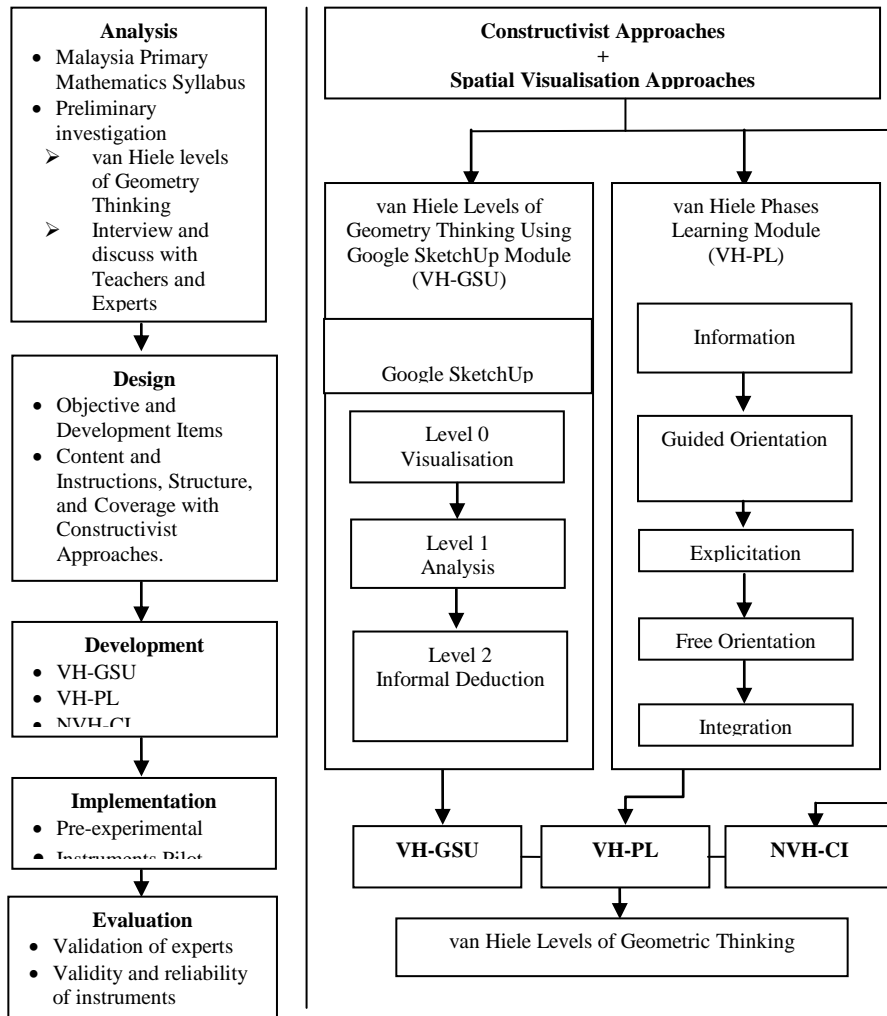 Analysis
• Malaysia Primary
Mathematics Syllabus
• Preliminary
investigation
➢ van Hiele levels
of Geometry
Thinking
➢ Interview and
discuss with
Teachers and
Experts
Design
• Objective and
Development Items
• Content and
Instructions, Structure,
and Coverage with
Constructivist
Approaches.
Development
• VH-GSU
• VH-PL
• NVH-CI
Implementation
• Pre-experimental
• Instruments Pilot
Evaluation
• Validation of experts
• Validity and reliability
of instruments
Constructivist Approaches
+
Spatial Visualisation Approaches
van Hiele Levels of
Geometry Thinking Using
Google SketchUp Module
(VH-GSU)
Google SketchUp
Level 0
Visualisation
Level 1
Analysis
Level 2
Informal Deduction
van Hiele Phases
Learning Module
(VH-PL)
Information
Guided Orientation
Explicitation
Free Orientation
Integration
VH-GSU
VH-PL
NVH-CI
van Hiele Levels of Geometric Thinking